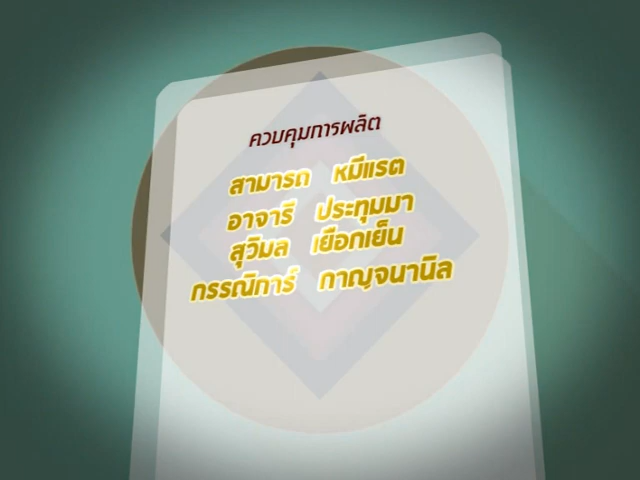 ควบคุมการผลิต
สามารถ หมีแรต
อาจารี ประทุมมา
สุวิมล เยือกเย็น
กรรณิการ์ กาญจนานิล